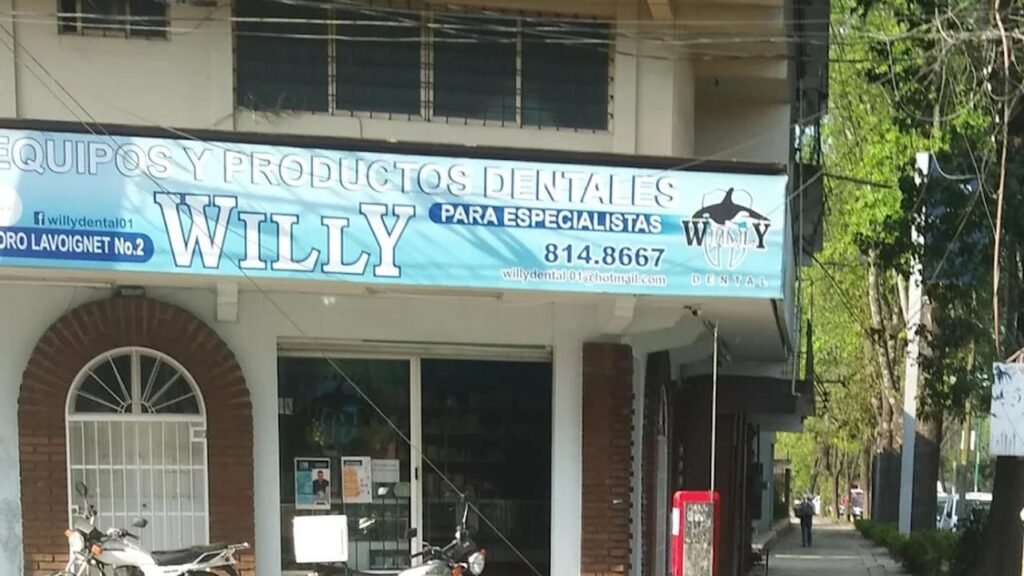 EQUIPOS Y PRODUCTOS DENTALES
willydental01
DRO LAVOIGNET No.2
WILLY
PARA ESPECIALISTAS
814.8667
willydental 01@hotmail.com
WILLY
DENTAL